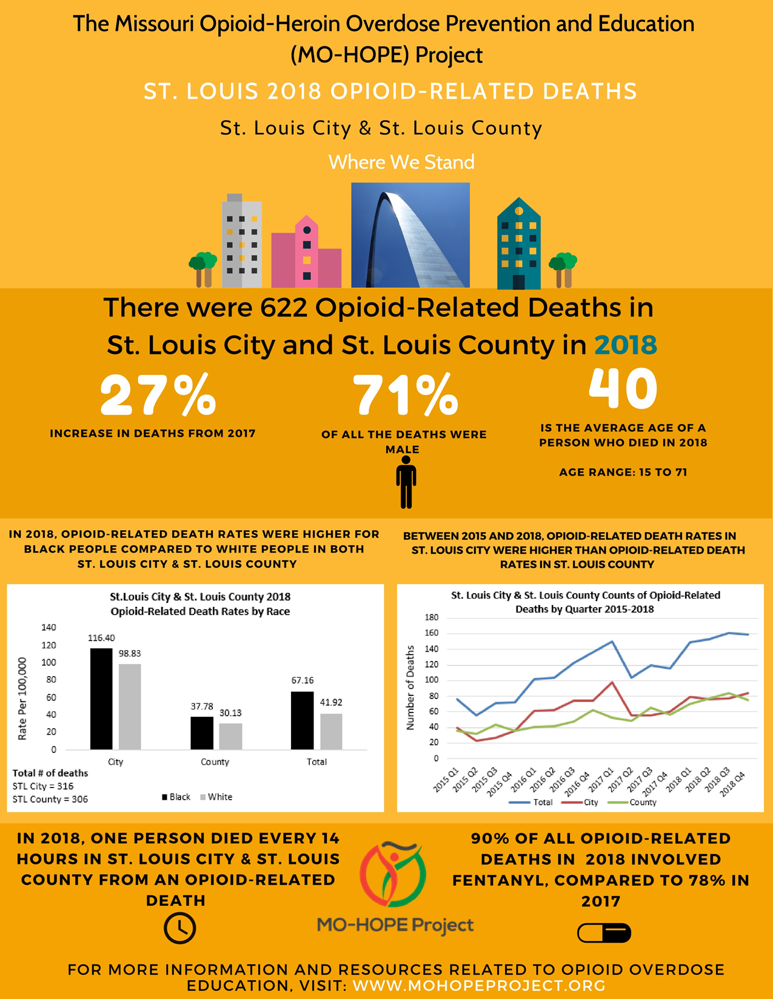 The Missouri Opioid-Heroin Overdose Prevention and Education
(MO-HOPE) Project
ST. LOUIS 2018 OPIOID-RELATED DEATHS
St. Louis City & St. Louis County
Where We Stand
There were 622 Opioid-Related Deaths in
St. Louis City and St. Louis County in 2018
27%
INCREASE IN DEATHS FROM 2017
71%
OF ALL THE DEATHS WERE
MALE
40
IS THE AVERAGE AGE OF A
PERSON WHO DIED IN 2018
AGE RANGE: 15 TO 71
IN 2018, OPIOID-RELATED DEATH RATES WERE HIGHER FOR
BLACK PEOPLE COMPARED TO WHITE PEOPLE IN BOTH
ST. LOUIS CITY & ST. LOUIS COUNTY
St.Louis City & St. Louis County 2018
Opioid-Related Death Rates by Race
Rate Per 100,000
140
120
100
80
60
40
20
0
116.40
98.83
37.78
30.13
67.16
41.92
City
County
Total
Total # of deaths
STL City = 316
STL County = 306
Black
White
BETWEEN 2015 AND 2018, OPIOID-RELATED DEATH RATES IN
ST. LOUIS CITY WERE HIGHER THAN OPIOID-RELATED DEATH
RATES IN ST. LOUIS COUNTY
St. Louis City & St. Louis County Counts of Opioid-Related
Deaths by Quarter 2015-2018
Number of Deaths
180
160
140
120
100
80
60
40
20
0
2015 Q1
2015 Q2
2015 Q3
2015 Q4
2016 Q1
2016 Q2
2016 Q3
2016 Q4
2017 Q1
2017 Q2
2017 Q3
2017 Q4
2018 Q1
2018 Q2
2018 Q3
2018 Q4
Total
City
County
IN 2018, ONE PERSON DIED EVERY 14
HOURS IN ST. LOUIS CITY & ST. LOUIS
COUNTY FROM AN OPIOID-RELATED
DEATH
MO-HOPE Project
90% OF ALL OPIOID-RELATED
DEATHS IN 2018 INVOLVED
FENTANYL, COMPARED TO 78% IN
2017
FOR MORE INFORMATION AND RESOURCES RELATED TO OPIOID OVERDOSE
EDUCATION, VISIT: WWW.MOHOPEPROJECT.ORG